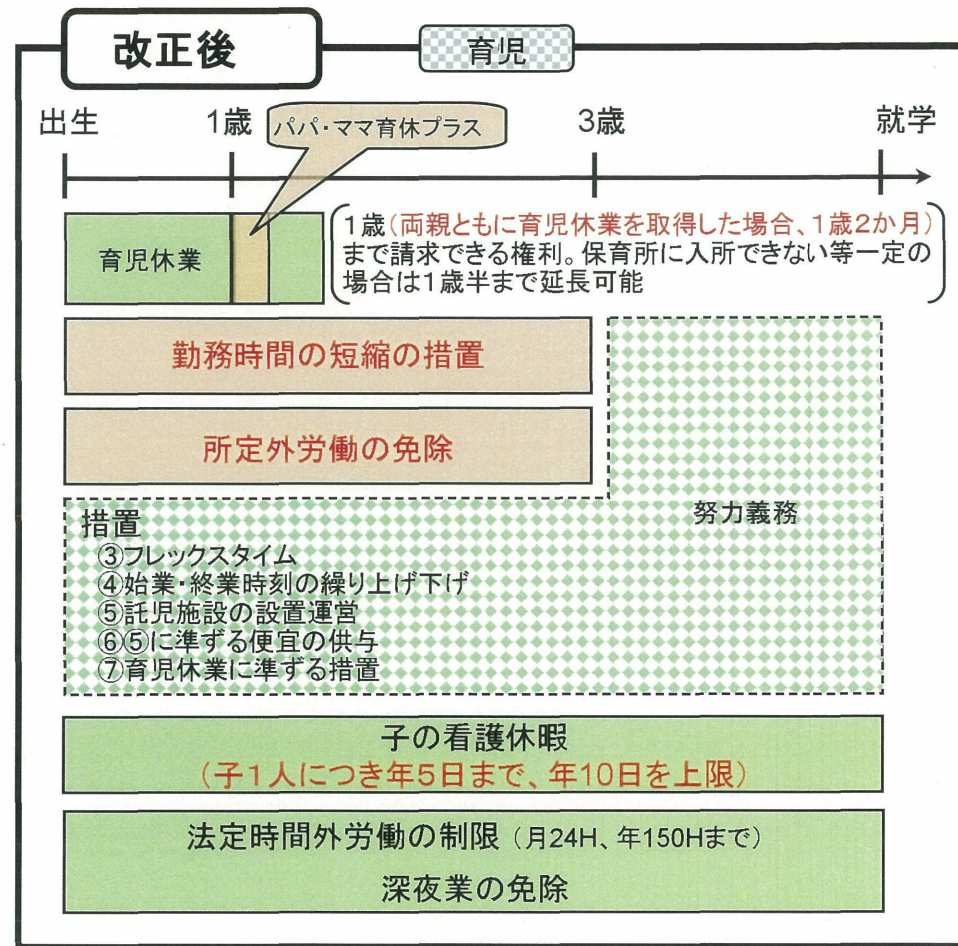 改正後
育児
出生
1歳
パパ・ママ育休プラス
3歳
就学
育児休業
1歳(両親ともに育児休業を取得した場合、1歳2か月)
まで請求できる権利。保育所に入所できない等一定の
場合は1歳半まで延長可能
勤務時間の短縮の措置
所定外労働の免除
努力義務
措置
③フレックスタイム
④始業・終業時刻の繰り上げ下げ
⑤託児施設の設置運営
⑥⑤に準ずる便宜の供与
⑦育児休業に準ずる措置
子の看護休暇
(子1人につき年5日まで、年10日を上限)
法定時間外労働の制限(月24H、年150Hまで)
深夜業の免除